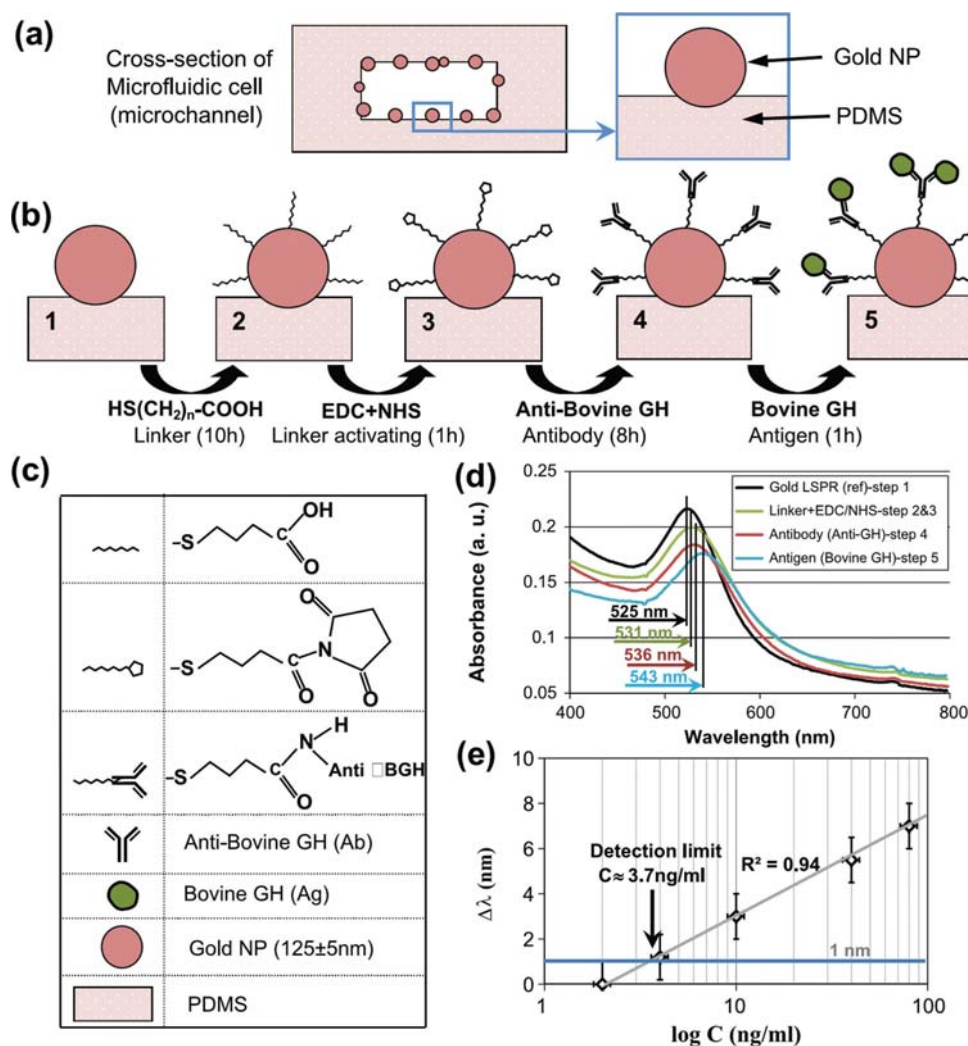 (a)
Cross-section of
Microfluidic cell
(microchannel)
Gold NP
PDMS
(b)
1
2
3
4
5
HS(CH2)n-COOH
Linker (10h)
EDC+NHS
Linker activating (1h)
Anti-Bovine GH
Antibody (8h)
Bovine GH
Antigen (1h)
(c)
–S
C
OH
O
–S
C
N
O
O
O
–S
C
N
H
O
Anti □BGH
Anti-Bovine GH (Ab)
Bovine GH (Ag)
Gold NP (125±5nm)
PDMS
(d)
Absorbance (a. u.)
0.25
0.2
0.15
0.1
0.05
Gold LSPR (ref)-step 1
Linker+EDC/NHS-step 2&3
Antibody (Anti-GH)-step 4
Antigen (Bovine GH)-step 5
525 nm
531 nm
536 nm
543 nm
400 500 600 700 800
Wavelength (nm)
(e)
Δλ (nm)
10
8
6
4
2
0
Detection limit
C≈ 3.7ng/ml
R² = 0.94
1 nm
1 10 100
log C (ng/ml)